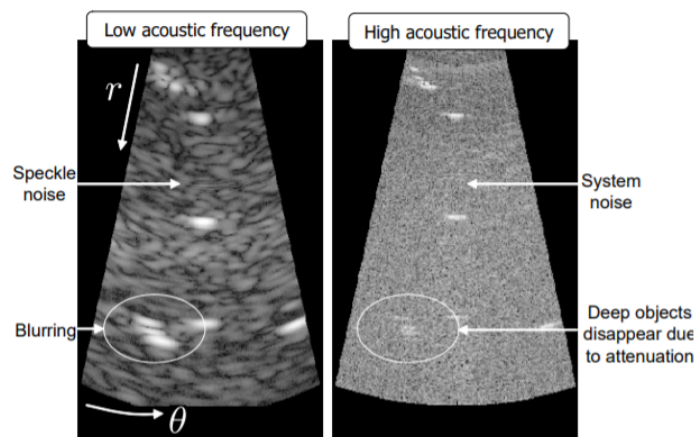 Low acoustic frequency
High acoustic frequency
r
Speckle
noise
System
noise
Blurring
Deep objects
disappear due
to attenuation
θ